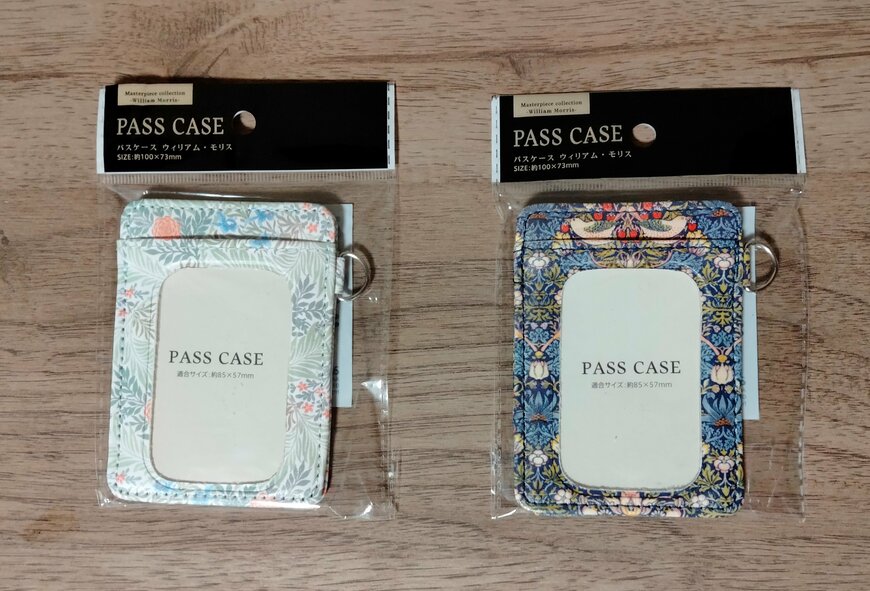 Masterpiece collection
-William Morris-
PASS CASE
パスケース ウィリアム・モリス
SIZE:約100×73mm
PASS CASE
適合サイズ:約85×57mm
Masterpiece collection
-William Morris-
PASS CASE
パスケース ウィリアム・モリス
SIZE:約100×73mm
PASS CASE
適合サイズ:約85×57mm